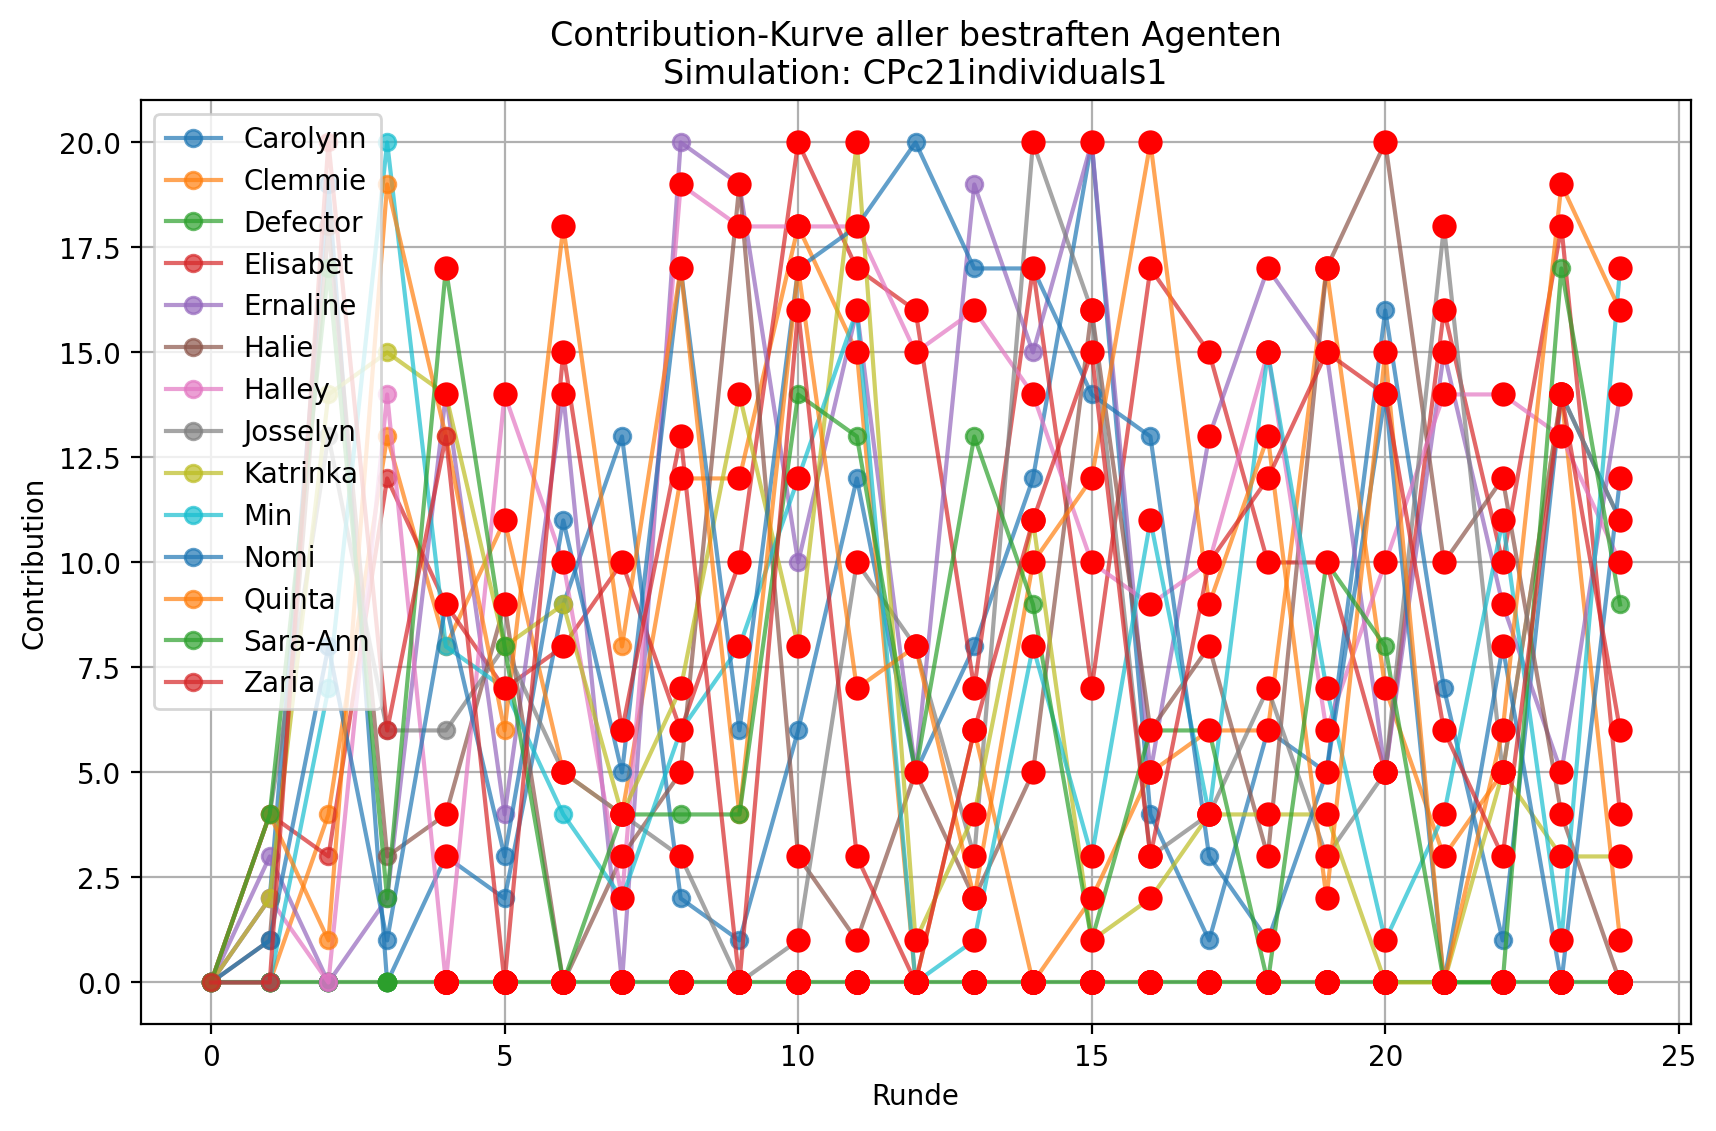 Contribution-Kurve aller bestraften Agenten
Simulation: CPc21individuals1
Contribution
20.0
17.5
15.0
12.5
10.0
7.5
5.0
2.5
0.0
Carolynn
Clemmie
Defector
Elisabet
Ernaline
Halie
Halley
Josselyn
Katrinka
Min
Nomi
Quinta
Sara-Ann
Zaria
0
5
10
15
20
25
Runde